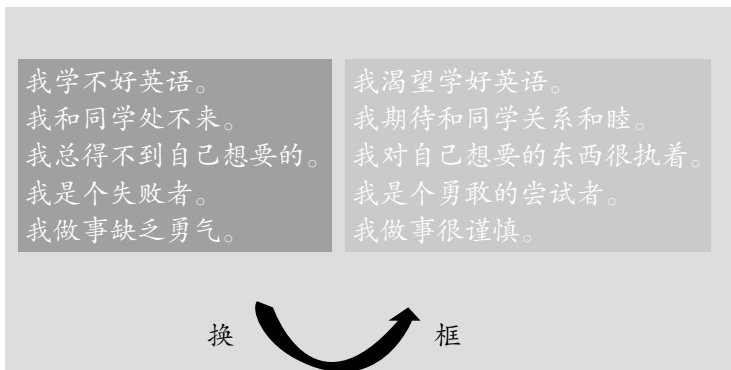 我学不好英语。
我和同学处不来。
我总得不到自己想要的。
我是个失败者。
我做事缺乏勇气。
我渴望学好英语。
我期待和同学关系和睦。
我对自己想要的东西很执着。
我是个勇敢的尝试者。
我做事很谨慎。
换 框